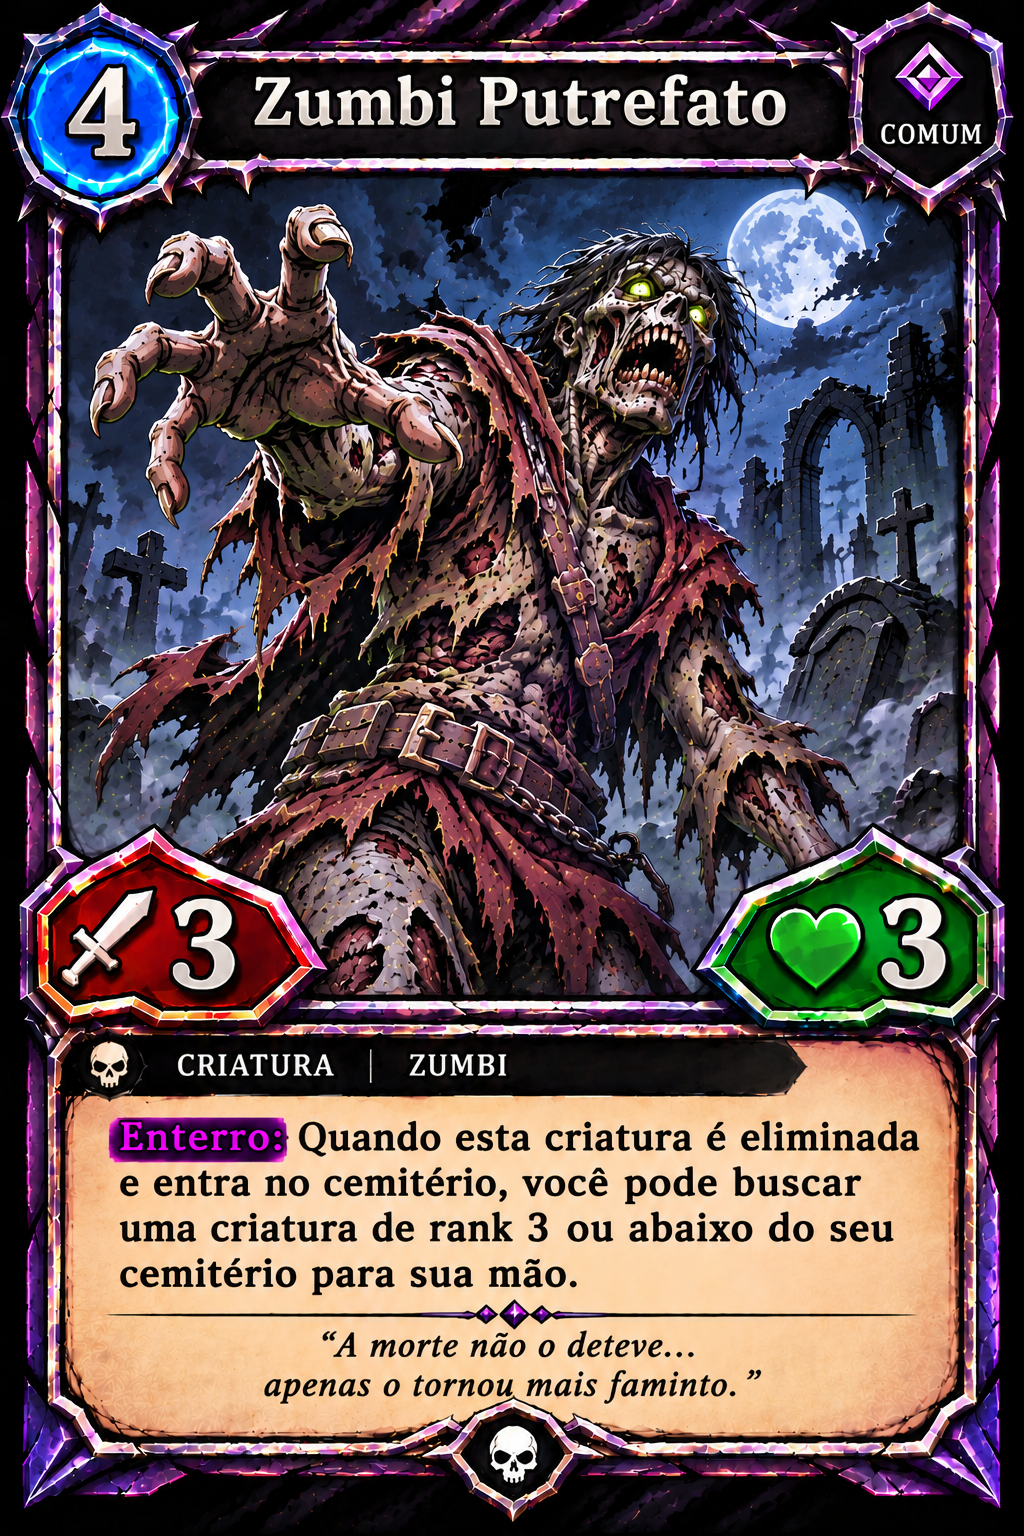 4
Zumbi Putrefato
COMUM
3
3
CRIATURA | ZUMBI
Enterro: Quando esta criatura é eliminada
e entra no cemitério, você pode buscar
uma criatura de rank 3 ou abaixo do seu
cemitério para sua mão.
“A morte não o deteve...
apenas o tornou mais faminto.”